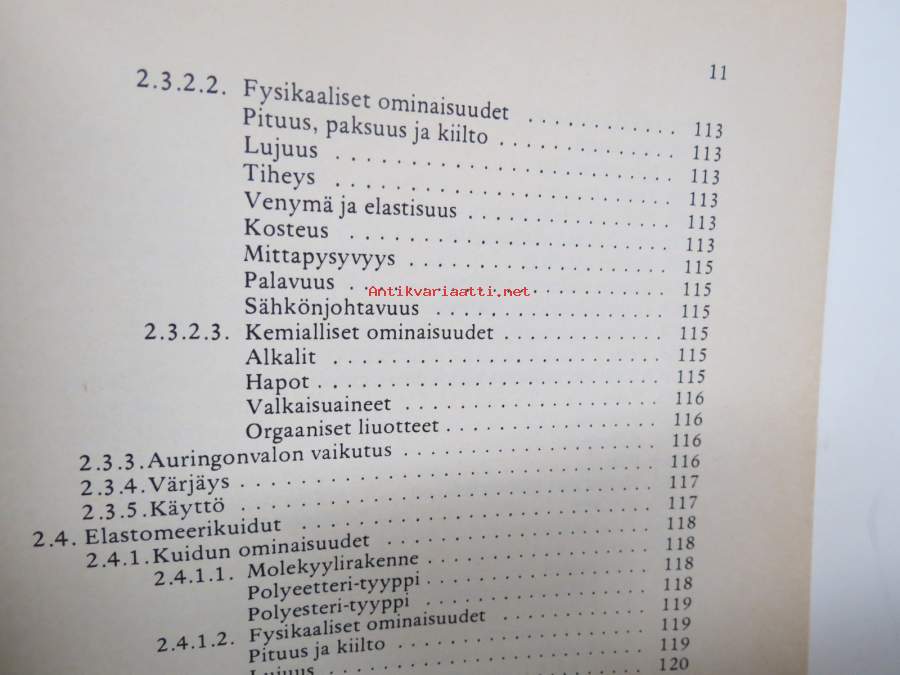 11
2.3.2.2. Fysikaaliset ominaisuudet . . . . . . . . . . . . 113
Pituus, paksuus ja kiilto . . . . . . . . . . . . . . 113
Lujuus . . . . . . . . . . . . . . . . . . . . . . . . 113
Tiheys . . . . . . . . . . . . . . . . . . . . . . . . 113
Venymä ja elastisuus . . . . . . . . . . . . . . . . 113
Kosteus . . . . . . . . . . . . . . . . . . . . . . . 113
Mittapysyvyys . . . . . . . . . . . . . . . . . . . 115
Palavuus . . . . . . . . . . . . . . . . . . . . . . 115
Antikvariaatti.net
Sähkönjohtavuus . . . . . . . . . . . . . . . . . 115
2.3.2.3. Kemialliset ominaisuudet . . . . . . . . . . . . 115
Alkalit . . . . . . . . . . . . . . . . . . . . . . . 115
Hapot . . . . . . . . . . . . . . . . . . . . . . . . 115
Valkaisuaineet . . . . . . . . . . . . . . . . . . . 116
Orgaaniset liuotteet . . . . . . . . . . . . . . . . 116
2.3.3. Auringonvalon vaikutus . . . . . . . . . . . . . . . 116
2.3.4. Värjäys . . . . . . . . . . . . . . . . . . . . . . . . . 116
2.3.5. Käyttö . . . . . . . . . . . . . . . . . . . . . . . . . 117
2.4. Elastomeerikuidut . . . . . . . . . . . . . . . . . . . . . 117
2.4.1. Kuidun ominaisuudet . . . . . . . . . . . . . . . . . 118
2.4.1.1. Molekyylirakenne . . . . . . . . . . . . . . . . 118
Polyeetteri-tyyppi . . . . . . . . . . . . . . . . 118
Polyesteri-tyyppi . . . . . . . . . . . . . . . . 118
2.4.1.2. Fysikaaliset ominaisuudet . . . . . . . . . . . . 119
Pituus ja kiilto . . . . . . . . . . . . . . . . . . 119
Lujuus . . . . . . . . . . . . . . . . . . . . . . 119
120